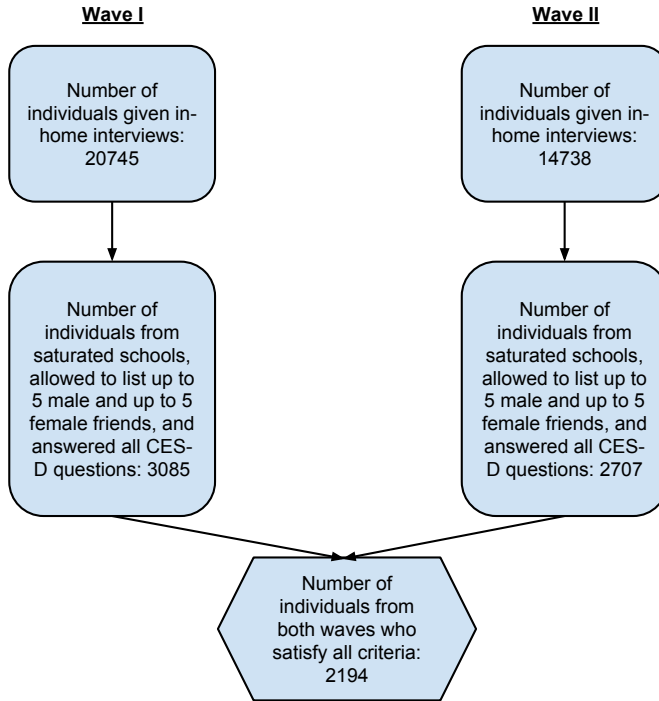 Wave I
Wave II
Number of
individuals given in-
home interviews:
20745
Number of
individuals given in-
home interviews:
14738
Number of
individuals from
saturated schools,
allowed to list up to
5 male and up to 5
female friends, and
answered all CES-
D questions: 3085
Number of
individuals from
saturated schools,
allowed to list up to
5 male and up to 5
female friends, and
answered all CES-
D questions: 2707
Number of
individuals from
both waves who
satisfy all criteria:
2194